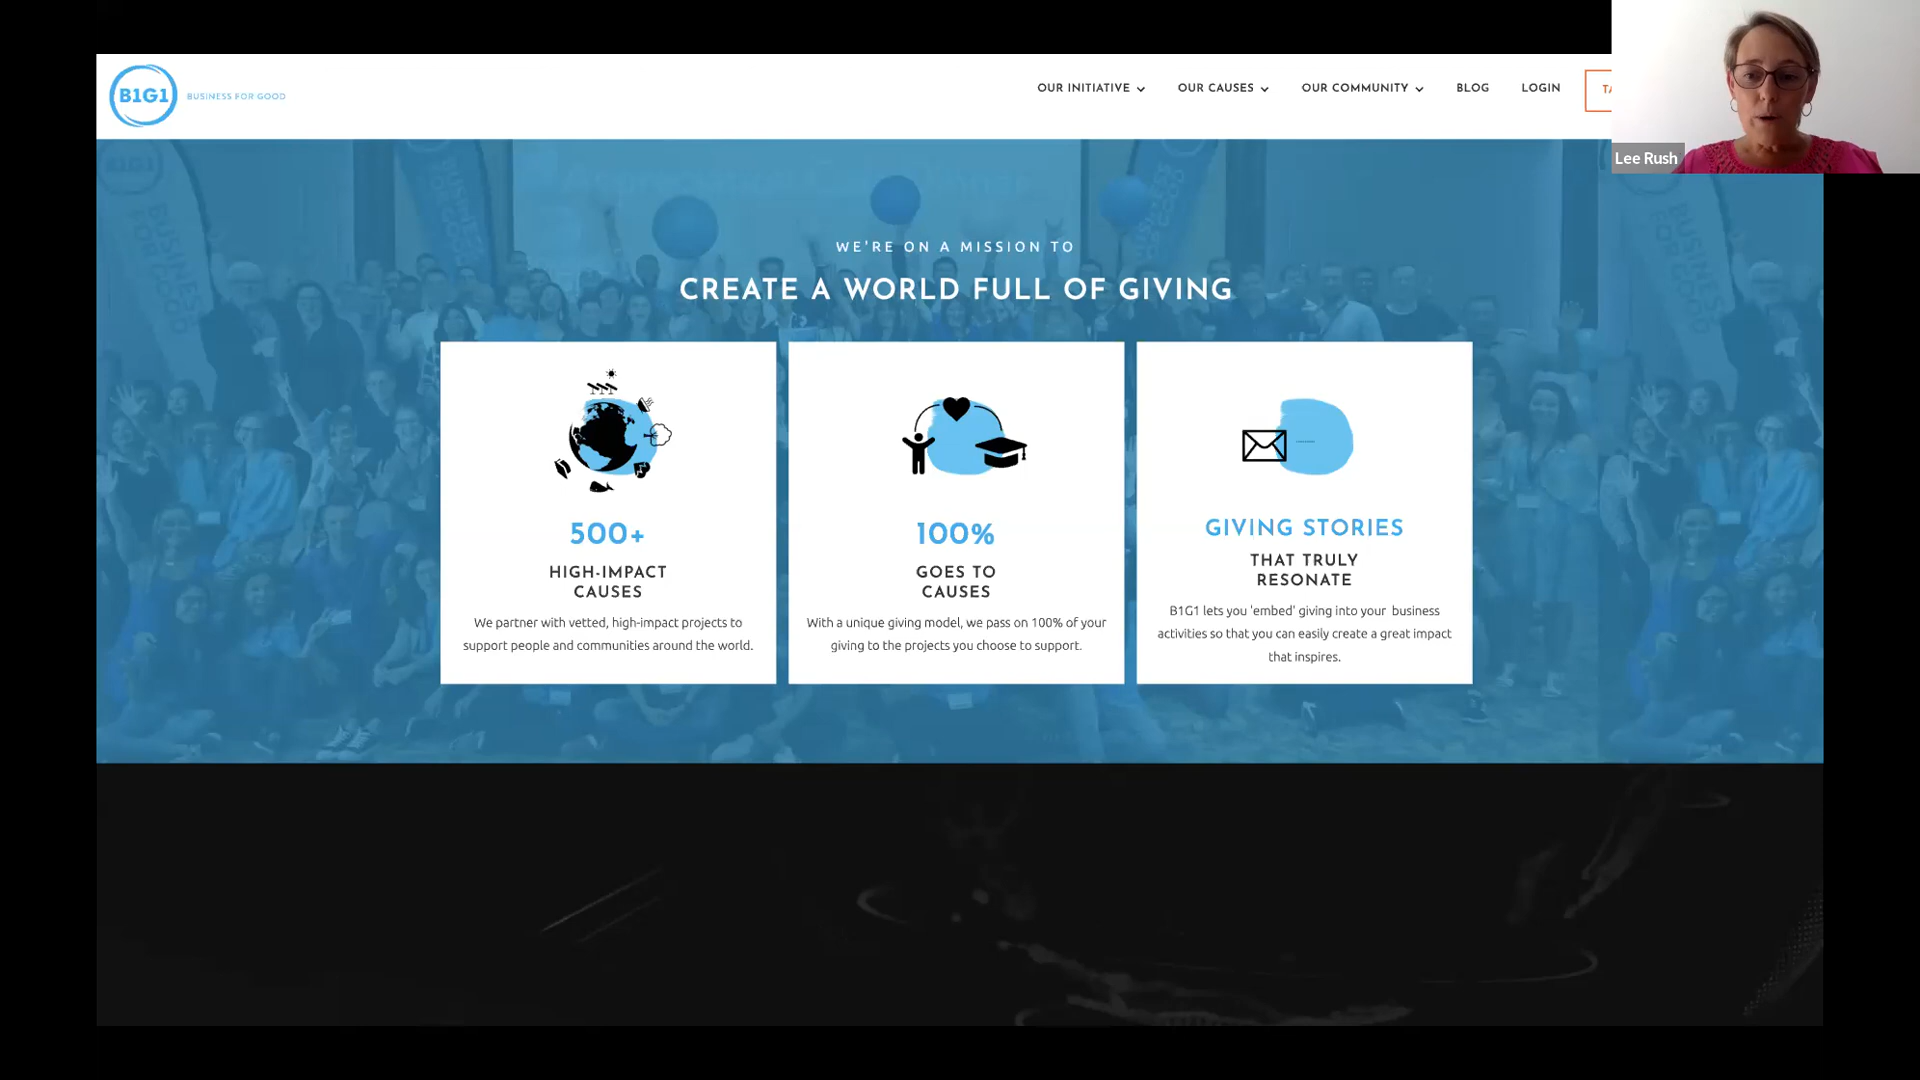 B1G1
BUSINESS FOR GOOD
OUR INITIATIVE
OUR CAUSES
OUR COMMUNITY
BLOG
LOGIN
TA
Lee Rush
WE'RE ON A MISSION TO
CREATE A WORLD FULL OF GIVING
500+
HIGH-IMPACT
CAUSES
We partner with vetted, high-impact projects to
support people and communities around the world.
100%
GOES TO
CAUSES
With a unique giving model, we pass on 100% of your
giving to the projects you choose to support.
GIVING STORIES
THAT TRULY
RESONATE
B1G1 lets you 'embed' giving into your business
activities so that you can easily create a great impact
that inspires.